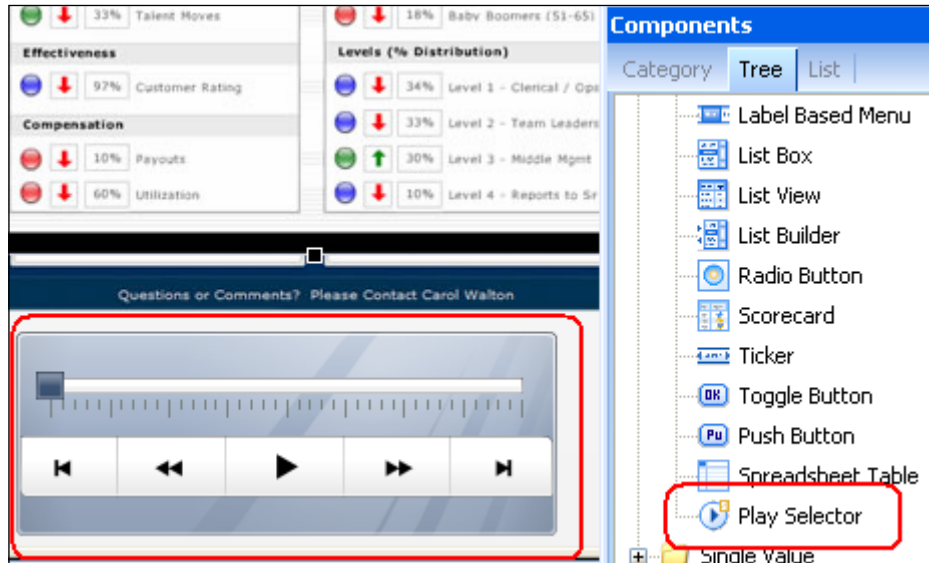 33% Talent Moves
Effectiveness
97% Customer Rating
Compensation
10% Payouts
60% Utilization
18% Baby Boomers (51-65)
Levels (% Distribution)
34% Level 1 - Clerical / Ops
33% Level 2 - Team Leaders
30% Level 3 - Middle Mgmt
10% Level 4 - Reports to Sr
Questions or Comments? Please Contact Carol Walton
Components
Category Tree List
Label Based Menu
List Box
List View
List Builder
Radio Button
Scorecard
Ticker
OK Toggle Button
Pu Push Button
Spreadsheet Table
Play Selector
Single Value